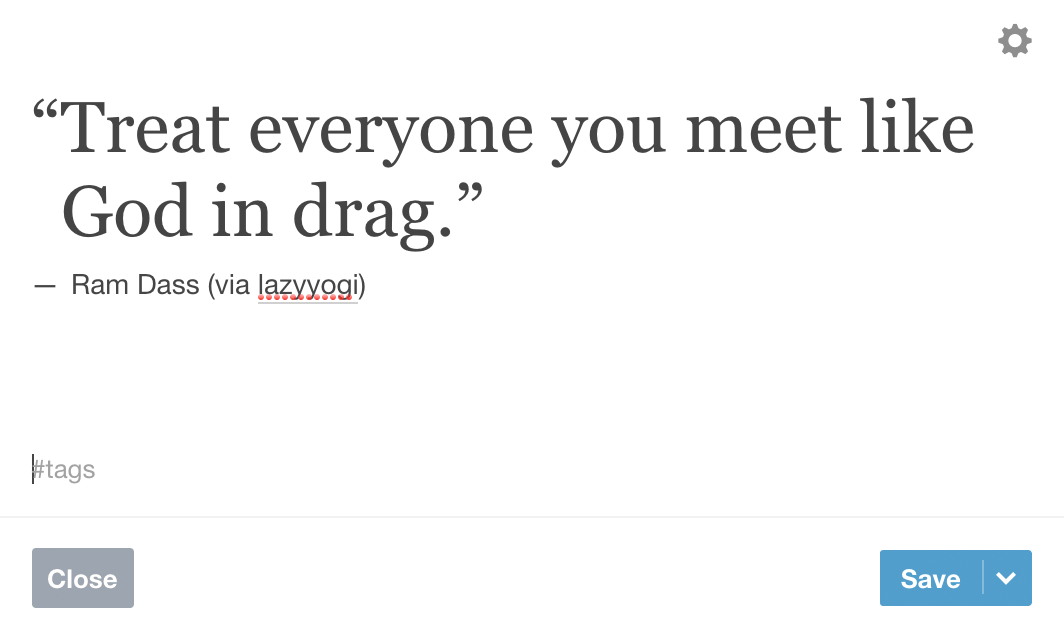 “Treat everyone you meet like
God in drag.”
— Ram Dass (via lazyyogi)
#tags
Close
Save